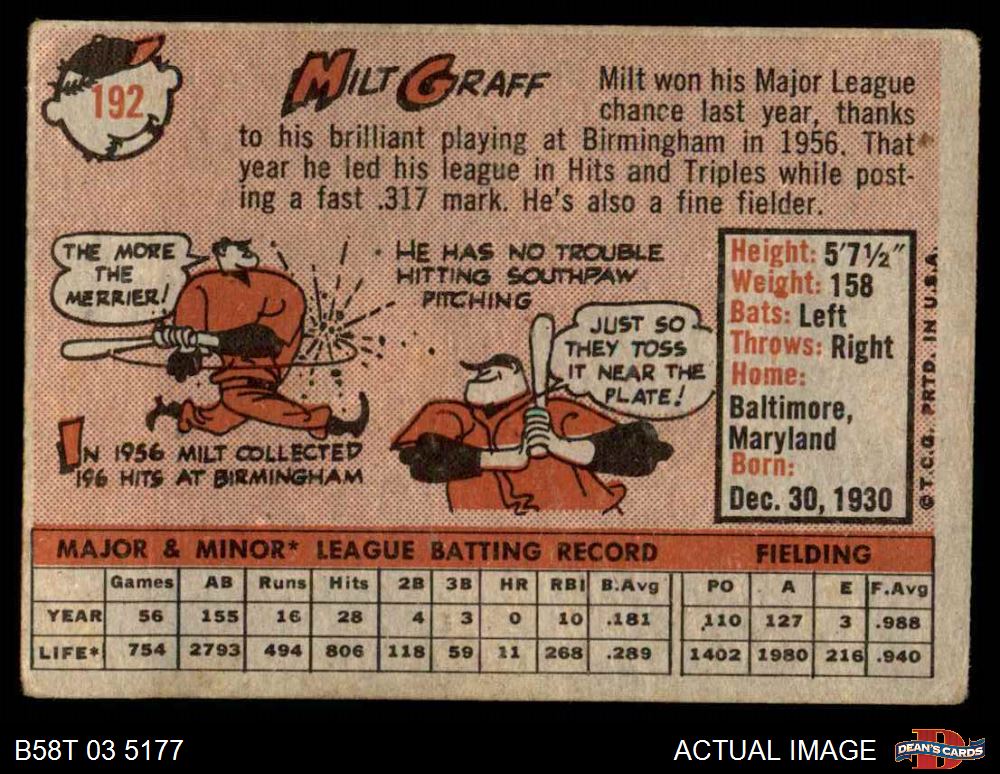 192
MILT GRAFF
Milt won his Major League
chance last year, thanks
to his brilliant playing at Birmingham in 1956. That
year he led his league in Hits and Triples while post-
ing a fast .317 mark. He's also a fine fielder.
THE MORE
THE
MERRIER!
HE HAS NO TROUBLE
HITTING SOUTHPAW
PITCHING
JUST SO
THEY TOSS
IT NEAR THE
PLATE!
IN 1956 MILT COLLECTED
196 HITS AT BIRMINGHAM
Height: 5'7½"
Weight: 158
Bats: Left
Throws: Right
Home:
Baltimore,
Maryland
Born:
Dec. 30, 1930
© T.C.G. PRTD. IN U.S.A.
MAJOR & MINOR* LEAGUE BATTING RECORD FIELDING
Games AB Runs Hits 2B 3B HR RBI B.Avg PO A E F.Avg
YEAR 56 155 16 28 4 3 0 10 .181 110 127 3 .988
LIFE* 754 2793 494 806 118 59 11 268 .289 1402 1980 216 .940
B58T 03 5177
ACTUAL IMAGE
DEAN'S CARDS